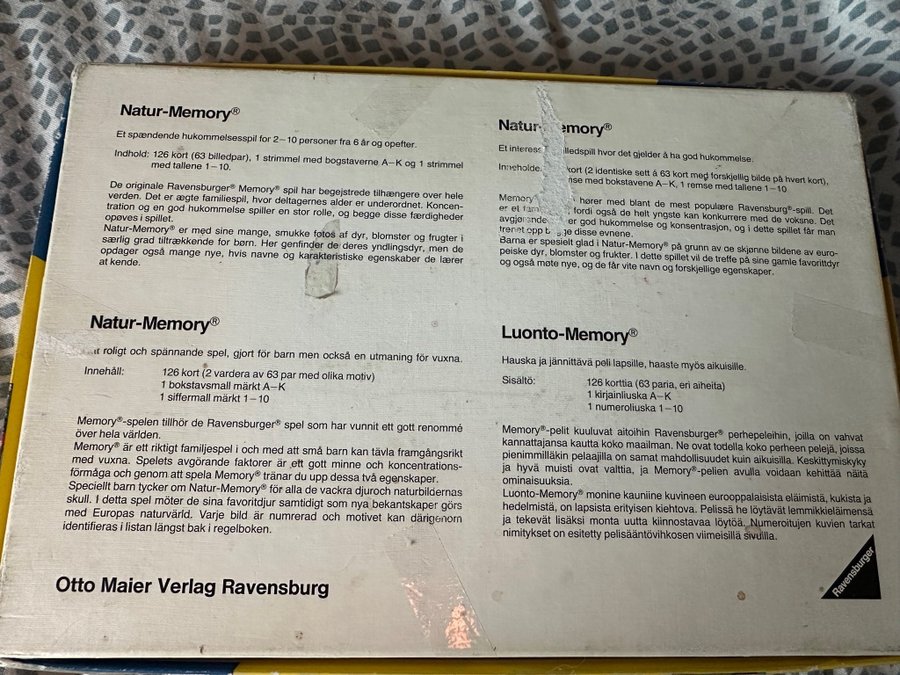 Natur-Memory®
Et spændende hukommelsesspil for 2–10 personer fra 6 år og opefter.
Indhold: 126 kort (63 billedpar), 1 strimmel med bogstaverne A–K og 1 strimmel
med tallene 1–10.
De originale Ravensburger® Memory® spil har begejstrede tilhængere over hele
verden. Det er ægte familiespil, hvor deltagernes alder er underordnet. Koncen-
tration og en god hukommelse spiller en stor rolle, og begge disse færdigheder
opøves i spillet.
Natur-Memory® er med sine mange, smukke fotos af dyr, blomster og frugter i
særlig grad tiltrækkende for børn. Her genfinder de deres yndlingsdyr, men de
opdager også mange nye, hvis navne og karakteristiske egenskaber de lærer
at kende.
Natur-Memory®
Et billedspill hvor det gjelder å ha god hukommelse.
kort (2 identiske sett á 63 kort med forskjellig bilde på hvert kort),
med bokstavene A–K, 1 remse med tallene 1–10
Memory hører med blant de mest populære Ravensburg®-spill. Det
er et fordi også de helt yngste kan konkurrere med de voksne. Det
er god hukommelse og konsentrasjon, og i dette spillet får man
trenet opp disse evnene.
Barna er spesielt glad i Natur-Memory® på grunn av de skjønne bildene av euro-
peiske dyr, blomster og frukter. I dette spillet vil de treffe på sine gamle favorittdyr
og også møte nye, og de får vite navn og forskjellige egenskaper.
Natur-Memory®
roligt och spännande spel, gjort för barn men också en utmaning för vuxna.
Innehåll: 126 kort (2 vardera av 63 par med olika motiv)
1 bokstavsmall märkt A–K
1 siffermall märkt 1–10
Memory®-spelen tillhör de Ravensburger® spel som har vunnit ett gott renommé
över hela världen.
Memory® är ett riktigt familjespel i och med att små barn kan tävla framgångsrikt
med vuxna. Spelets avgörande faktorer är ett gott minne och koncentrations-
förmåga och genom att spela Memory® tränar du upp dessa två egenskaper.
Speciellt barn tycker om Natur-Memory® för alla de vackra djuroch naturbildernas
skull. I detta spel möter de sina favoritdjur samtidigt som nya bekantskaper görs
med Europas naturvärld. Varje bild är numrerad och motivet kan därigenom
identifieras i listan längst bak i regelboken.
Luonto-Memory®
Hauska ja jännittävä peli lapsille, haaste myös aikuisille.
Sisältö: 126 korttia (63 paria, eri aiheita)
1 kirjainliuska A–K
1 numeroliuska 1–10
Memory®-pelit kuuluvat aitoihin Ravensburger® perhepeleihin, joilla on vahvat
kannattajansa kautta koko maailman. Ne ovat todella koko perheen pelejä, joissa
pienimmilläkin pelaajilla on samat mahdollisuudet kuin aikuisilla. Keskittymiskyky
ja hyvä muisti ovat valttia, ja Memory®-pelien avulla voidaan kehittää näitä
ominaisuuksia.
Luonto-Memory® monine kauniine kuvineen eurooppalaisista eläimistä, kukista ja
hedelmistä, on lapsista erityisen kiehtova. Pelissä he löytävät lemmikkieläimensä
ja tekevät lisäksi monta uutta kiinnostavaa löytöä. Numeroitujen kuvien tarkat
nimitykset on esitetty pelisääntövihkosen viimeisillä sivuilla.
Otto Maier Verlag Ravensburg
Ravensburger